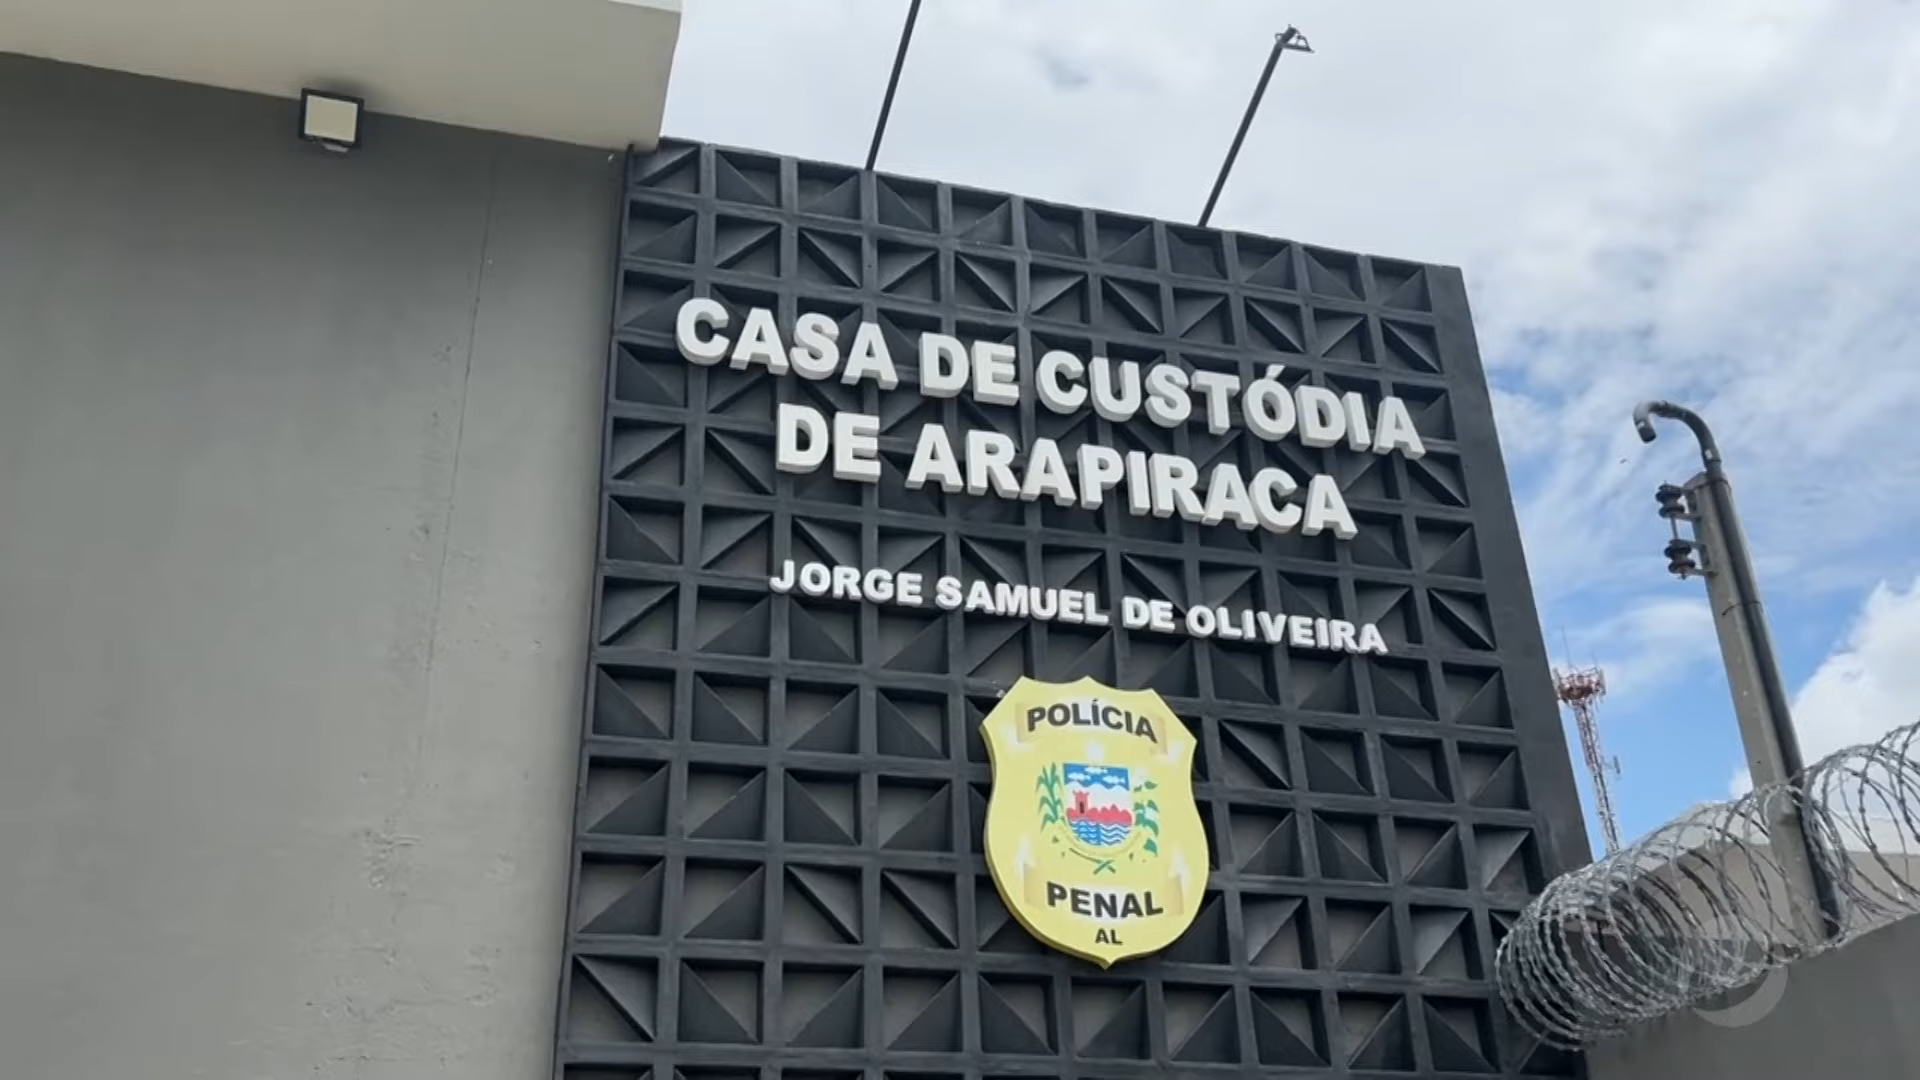 CASA DE CUSTÓDIA
DE ARAPIRACA
JORGE SAMUEL DE OLIVEIRA
POLÍCIA
PENAL
AL